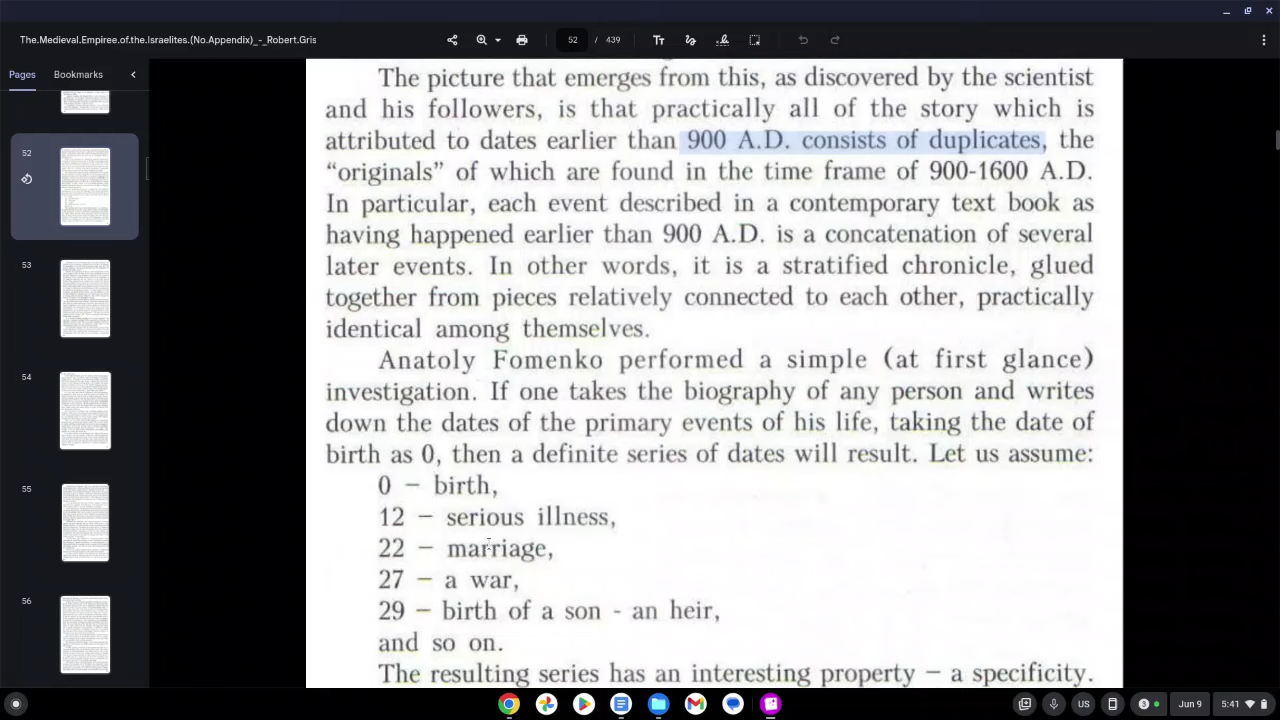 The.Medieval.Empiree.of.the.Israelites.(No.Appendix)_-_Robert.Gris
52 / 439
Pages
Bookmarks
52
53
54
55
56
The picture that emerges from this, as discovered by the scientist
and his followers, is that practically all of the story which is
attributed to dates earlier than 900 A.D. consists of duplicates, the
“originals” of which are found in the time frame of 900-1600 A.D.
In particular, each event described in a contemporary text book as
having happened earlier than 900 A.D. is a concatenation of several
later events. In other words, it is a stratified chronicle, glued
together from pieces relatively connected to each other, practically
identical among themselves.
Anatoly Fomenko performed a simple (at first glance)
investigation. one takes the biography of any person and writes
down the dates of the primary events of his life, taking the date of
birth as 0, then a definite series of dates will result. Let us assume:
0 – birth,
12 – serious illness,
22 – marriage,
27 – a war,
29 – birth of a son - an heir,
and so on.
The resulting series has an interesting property – a specificity.
US
3
Jun 9
5:41